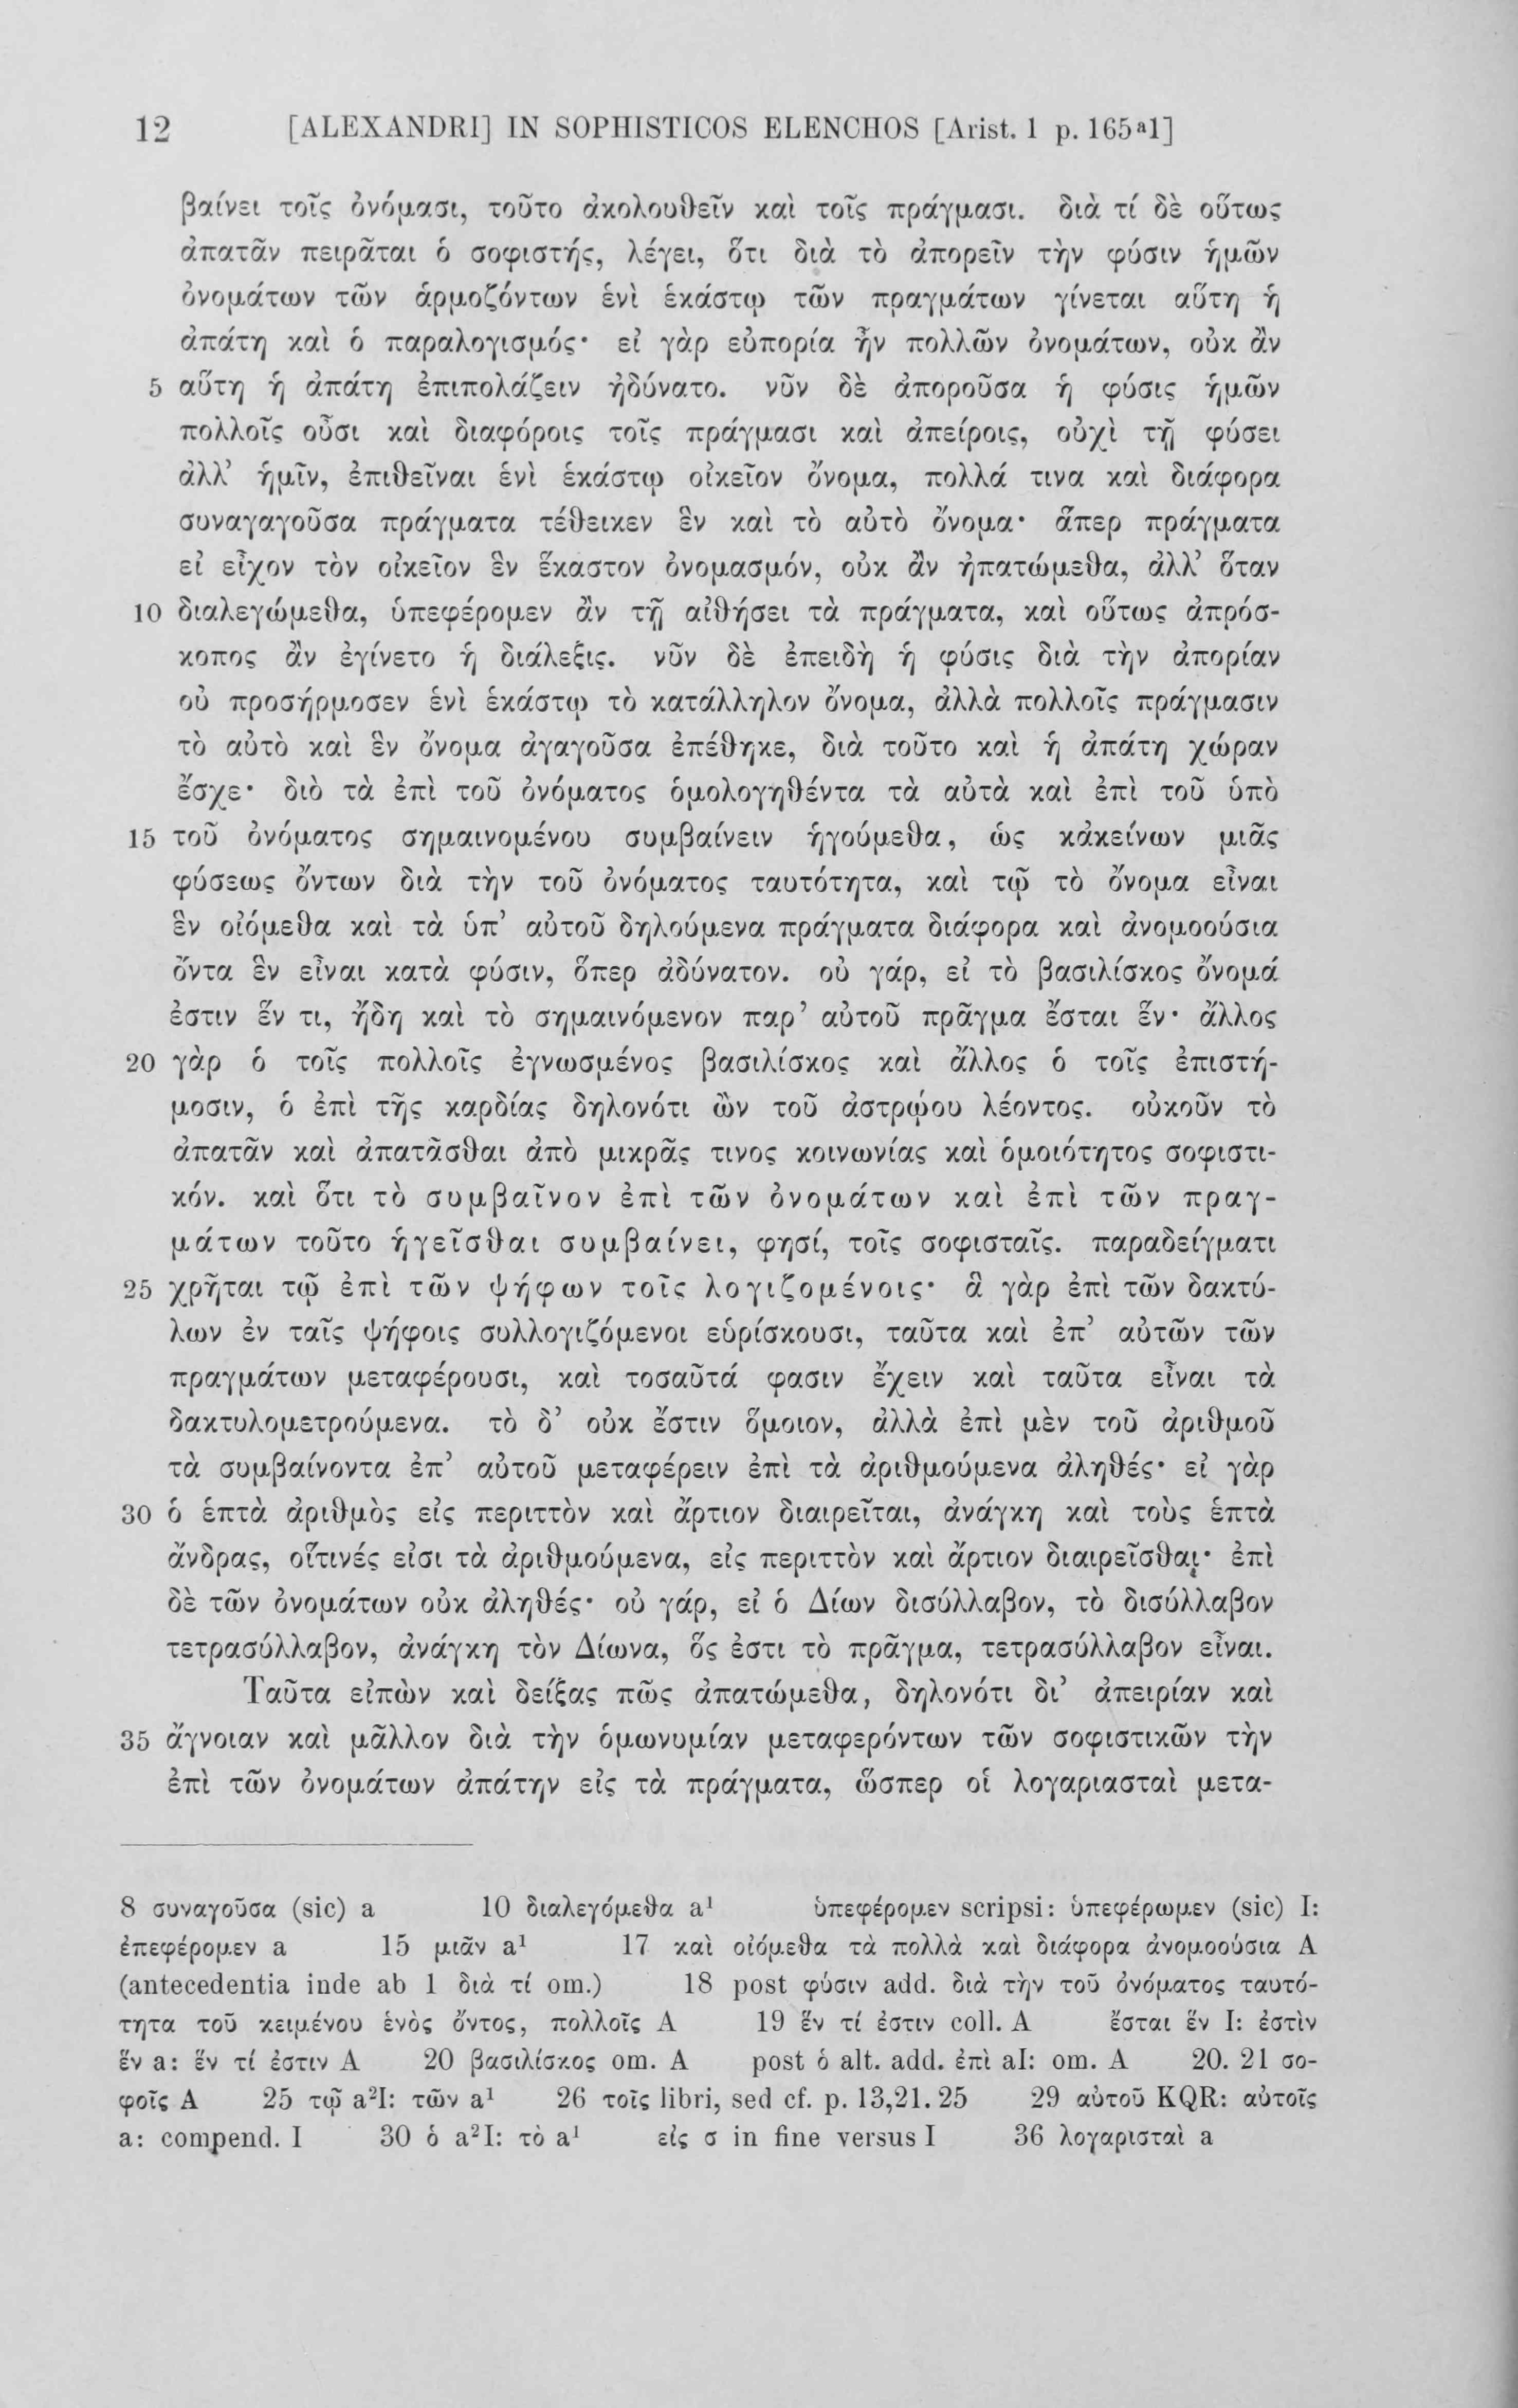 12 [ALEXANDRI] IN SOPHISTICOS ELENCHOS [Arist. 1 p. 165ᵃ1]
βαίνει τοῖς ὀνόμασι, τοῦτο ἀκολουθεῖν καὶ τοῖς πράγμασι. διὰ τί δὲ οὕτως
ἀπατᾶν πειρᾶται ὁ σοφιστής, λέγει, ὅτι διὰ τὸ ἀπορεῖν τὴν φύσιν ἡμῶν
ὀνομάτων τῶν ἁρμοζόντων ἑνὶ ἑκάστῳ τῶν πραγμάτων γίνεται αὕτη ἡ
ἀπάτη καὶ ὁ παραλογισμός· εἰ γὰρ εὐπορία ἦν πολλῶν ὀνομάτων, οὐκ ἂν
5 αὕτη ἡ ἀπάτη ἐπιπολάζειν ἠδύνατο. νῦν δὲ ἀποροῦσα ἡ φύσις ἡμῶν
πολλοῖς οὖσι καὶ διαφόροις τοῖς πράγμασι καὶ ἀπείροις, οὐχὶ τῇ φύσει
ἀλλ’ ἡμῖν, ἐπιθεῖναι ἑνὶ ἑκάστῳ οἰκεῖον ὄνομα, πολλά τινα καὶ διάφορα
συναγαγοῦσα πράγματα τέθεικεν ἓν καὶ τὸ αὐτὸ ὄνομα· ἅπερ πράγματα
εἰ εἶχον τὸν οἰκεῖον ἓν ἕκαστον ὀνομασμόν, οὐκ ἂν ἠπατώμεθα, ἀλλ’ ὅταν
10 διαλεγώμεθα, ὑπεφέρομεν ἂν τῇ αἰθήσει τὰ πράγματα, καὶ οὕτως ἀπρόσ-
κοπος ἂν ἐγίνετο ἡ διάλεξις. νῦν δὲ ἐπειδὴ ἡ φύσις διὰ τὴν ἀπορίαν
οὐ προσήρμοσεν ἑνὶ ἑκάστῳ τὸ κατάλληλον ὄνομα, ἀλλὰ πολλοῖς πράγμασιν
τὸ αὐτὸ καὶ ἓν ὄνομα ἀγαγοῦσα ἐπέθηκε, διὰ τοῦτο καὶ ἡ ἀπάτη χώραν
ἔσχε· διὸ τὰ ἐπὶ τοῦ ὀνόματος ὁμολογηθέντα τὰ αὐτὰ καὶ ἐπὶ τοῦ ὑπὸ
15 τοῦ ὀνόματος σημαινομένου συμβαίνειν ἡγούμεθα, ὡς κἀκείνων μιᾶς
φύσεως ὄντων διὰ τὴν τοῦ ὀνόματος ταυτότητα, καὶ τῷ τὸ ὄνομα εἶναι
ἓν οἰόμεθα καὶ τὰ ὑπ’ αὐτοῦ δηλούμενα πράγματα διάφορα καὶ ἀνομοούσια
ὄντα ἓν εἶναι κατὰ φύσιν, ὅπερ ἀδύνατον. οὐ γάρ, εἰ τὸ βασιλίσκος ὄνομά
ἐστιν ἕν τι, ἤδη καὶ τὸ σημαινόμενον παρ’ αὐτοῦ πρᾶγμα ἔσται ἕν· ἄλλος
20 γὰρ ὁ τοῖς πολλοῖς ἐγνωσμένος βασιλίσκος καὶ ἄλλος ὁ τοῖς ἐπιστή-
μοσιν, ὁ ἐπὶ τῆς καρδίας δηλονότι ὢν τοῦ ἀστρῴου λέοντος. οὐκοῦν τὸ
ἀπατᾶν καὶ ἀπατᾶσθαι ἀπὸ μικρᾶς τινος κοινωνίας καὶ ὁμοιότητος σοφιστι-
κόν. καὶ ὅτι τὸ συμβαῖνον ἐπὶ τῶν ὀνομάτων καὶ ἐπὶ τῶν πραγ-
μάτων τοῦτο ἡγεῖσθαι συμβαίνει, φησί, τοῖς σοφισταῖς. παραδείγματι
25 χρῆται τῷ ἐπὶ τῶν ψήφων τοῖς λογιζομένοις· ἃ γὰρ ἐπὶ τῶν δακτύ-
λων ἐν ταῖς ψήφοις συλλογιζόμενοι εὑρίσκουσι, ταῦτα καὶ ἐπ’ αὐτῶν τῶν
πραγμάτων μεταφέρουσι, καὶ τοσαῦτά φασιν ἔχειν καὶ ταῦτα εἶναι τὰ
δακτυλομετρούμενα. τὸ δ’ οὐκ ἔστιν ὅμοιον, ἀλλὰ ἐπὶ μὲν τοῦ ἀριθμοῦ
τὰ συμβαίνοντα ἐπ’ αὐτοῦ μεταφέρειν ἐπὶ τὰ ἀριθμούμενα ἀληθές· εἰ γὰρ
30 ὁ ἑπτὰ ἀριθμὸς εἰς περιττὸν καὶ ἄρτιον διαιρεῖται, ἀνάγκη καὶ τοὺς ἑπτὰ
ἄνδρας, οἵτινές εἰσι τὰ ἀριθμούμενα, εἰς περιττὸν καὶ ἄρτιον διαιρεῖσθαι· ἐπὶ
δὲ τῶν ὀνομάτων οὐκ ἀληθές· οὐ γάρ, εἰ ὁ Δίων δισύλλαβον, τὸ δισύλλαβον
τετρασύλλαβον, ἀνάγκη τὸν Δίωνα, ὅς ἐστι τὸ πρᾶγμα, τετρασύλλαβον εἶναι.
Ταῦτα εἰπὼν καὶ δείξας πῶς ἀπατώμεθα, δηλονότι δι’ ἀπειρίαν καὶ
35 ἄγνοιαν καὶ μᾶλλον διὰ τὴν ὁμωνυμίαν μεταφερόντων τῶν σοφιστικῶν τὴν
ἐπὶ τῶν ὀνομάτων ἀπάτην εἰς τὰ πράγματα, ὥσπερ οἱ λογαριασταὶ μετα-
8 συναγοῦσα (sic) a 10 διαλεγόμεθα a¹ ὑπεφέρομεν scripsi: ὑπεφέρωμεν (sic) I:
ἐπεφέρομεν a 15 μιᾶν a¹ 17 καὶ οἰόμεθα τὰ πολλὰ καὶ διάφορα ἀνομοούσια A
(antecedentia inde ab 1 διὰ τί om.) 18 post φύσιν add. διὰ τὴν τοῦ ὀνόματος ταυτό-
τητα τοῦ κειμένου ἑνὸς ὄντος, πολλοῖς A 19 ἕν τί ἐστιν coll. A ἔσται ἕν I: ἐστὶν
ἕν a: ἕν τί ἐστιν A 20 βασιλίσκος om. A post ὁ alt. add. ἐπὶ aI: om. A 20. 21 σο-
φοῖς A 25 τῷ a²I: τῶν a¹ 26 τοῖς libri, sed cf. p. 13,21. 25 29 αὐτοῦ KQR: αὐτοῖς
a: compend. I 30 ὁ a²I: τὸ a¹ εἰς σ in fine versus I 36 λογαρισταὶ a